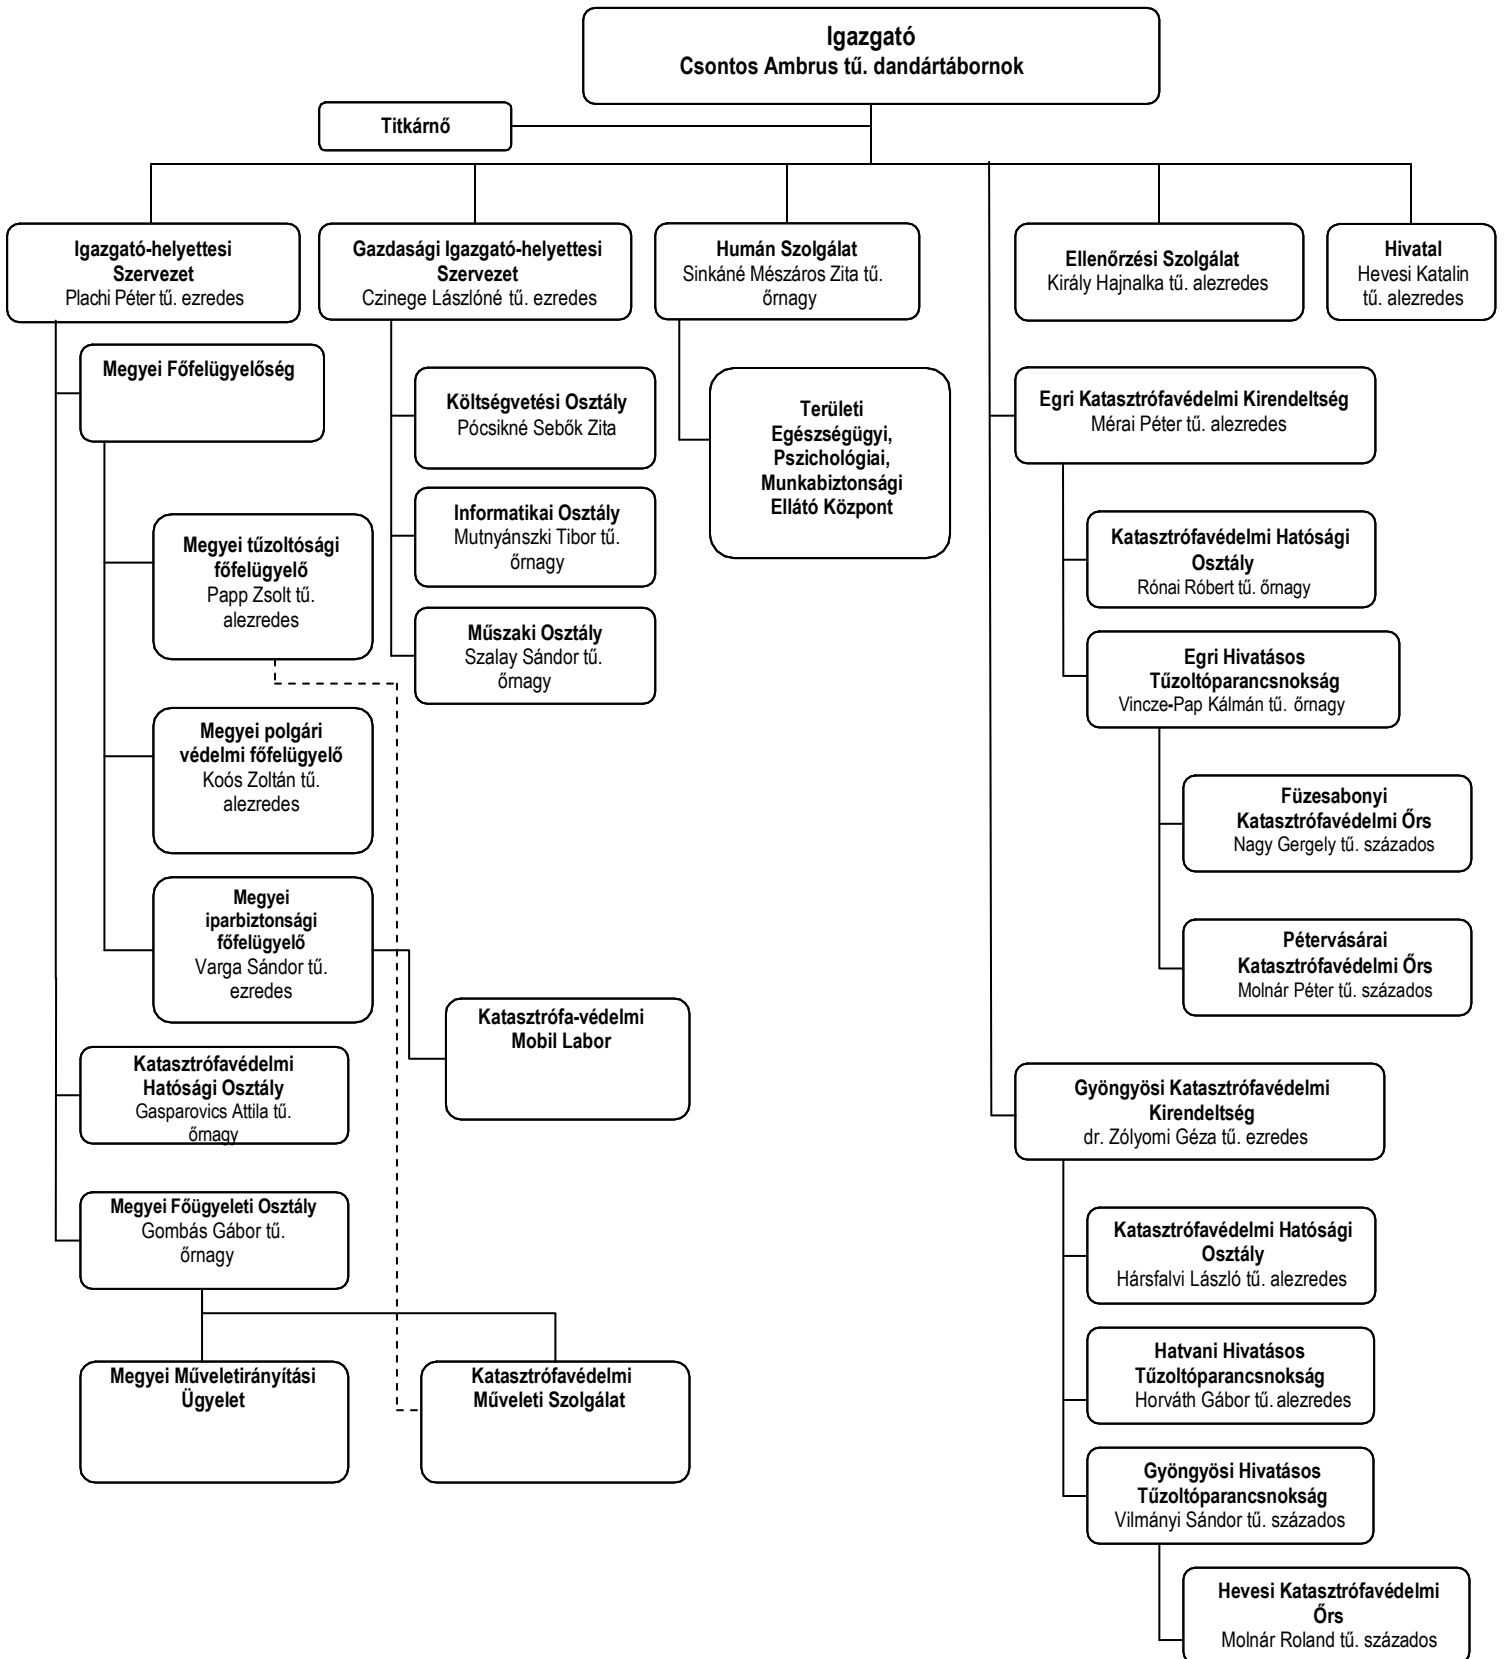 Igazgató
Csontos Ambrus tű. dandártábornok
Titkárnő
Igazgató-helyettesi
Szervezet
Plachi Péter tű. ezredes
Gazdasági Igazgató-helyettesi
Szervezet
Czinege Lászlóné tű. ezredes
Humán Szolgálat
Sinkáné Mészáros Zita tű.
őrnagy
Ellenőrzési Szolgálat
Király Hajnalka tű. alezredes
Hivatal
Hevesi Katalin
tű. alezredes
Megyei Főfelügyelőség
Megyei tűzoltósági
főfelügyelő
Papp Zsolt tű.
alezredes
Megyei polgári
védelmi főfelügyelő
Koós Zoltán tű.
alezredes
Megyei
iparbiztonsági
főfelügyelő
Varga Sándor tű.
ezredes
Katasztrófa-védelmi
Mobil Labor
Katasztrófavédelmi
Hatósági Osztály
Gasparovics Attila tű.
őrnagy
Megyei Főügyeleti Osztály
Gombás Gábor tű.
őrnagy
Megyei Műveletirányítási
Ügyelet
Katasztrófavédelmi
Műveleti Szolgálat
Költségvetési Osztály
Pócsikné Sebők Zita
Informatikai Osztály
Mutnyánszki Tibor tű.
őrnagy
Műszaki Osztály
Szalay Sándor tű.
őrnagy
Területi
Egészségügyi,
Pszichológiai,
Munkabiztonsági
Ellátó Központ
Egri Katasztrófavédelmi Kirendeltség
Mérai Péter tű. alezredes
Katasztrófavédelmi Hatósági
Osztály
Rónai Róbert tű. őrnagy
Egri Hivatásos
Tűzoltóparancsnokság
Vincze-Pap Kálmán tű. őrnagy
Füzesabonyi
Katasztrófavédelmi Őrs
Nagy Gergely tű. százados
Pétervásárai
Katasztrófavédelmi Őrs
Molnár Péter tű. százados
Gyöngyösi Katasztrófavédelmi
Kirendeltség
dr. Zólyomi Géza tű. ezredes
Katasztrófavédelmi Hatósági
Osztály
Hársfalvi László tű. alezredes
Hatvani Hivatásos
Tűzoltóparancsnokság
Horváth Gábor tű. alezredes
Gyöngyösi Hivatásos
Tűzoltóparancsnokság
Vilmányi Sándor tű. százados
Hevesi Katasztrófavédelmi
Őrs
Molnár Roland tű. százados